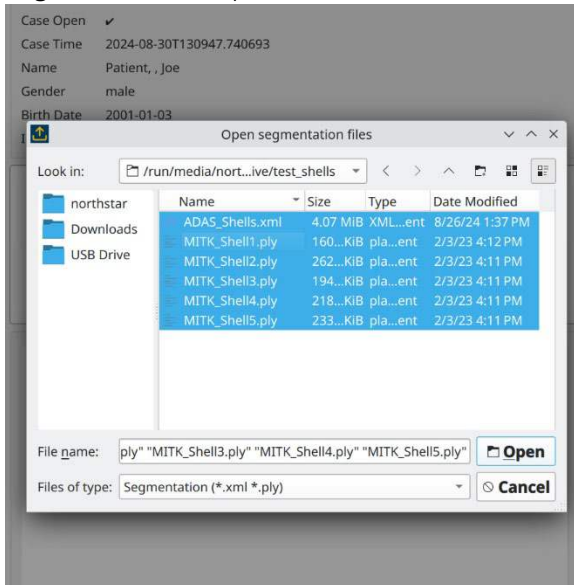 Case Open ✔
Case Time 2024-08-30T130947.740693
Name Patient, , Joe
Gender male
Birth Date 2001-01-03
Open segmentation files
Look in: /run/media/nort...ive/test_shells
northstar
Downloads
USB Drive
Name Size Type Date Modified
ADAS_Shells.xml 4.07 MiB XML...ent 8/26/24 1:37 PM
MITK_Shell1.ply 160...KiB pla...ent 2/3/23 4:12 PM
MITK_Shell2.ply 262...KiB pla...ent 2/3/23 4:11 PM
MITK_Shell3.ply 194...KiB pla...ent 2/3/23 4:11 PM
MITK_Shell4.ply 218...KiB pla...ent 2/3/23 4:11 PM
MITK_Shell5.ply 233...KiB pla...ent 2/3/23 4:11 PM
File name: ply" "MITK_Shell3.ply" "MITK_Shell4.ply" "MITK_Shell5.ply" Open
Files of type: Segmentation (*.xml *.ply) Cancel